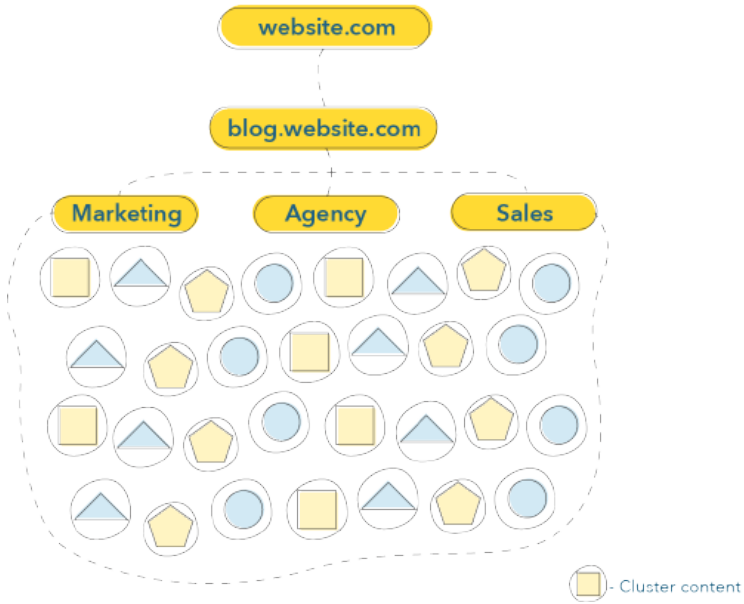 website.com
blog.website.com
Marketing
Agency
Sales
- Cluster content